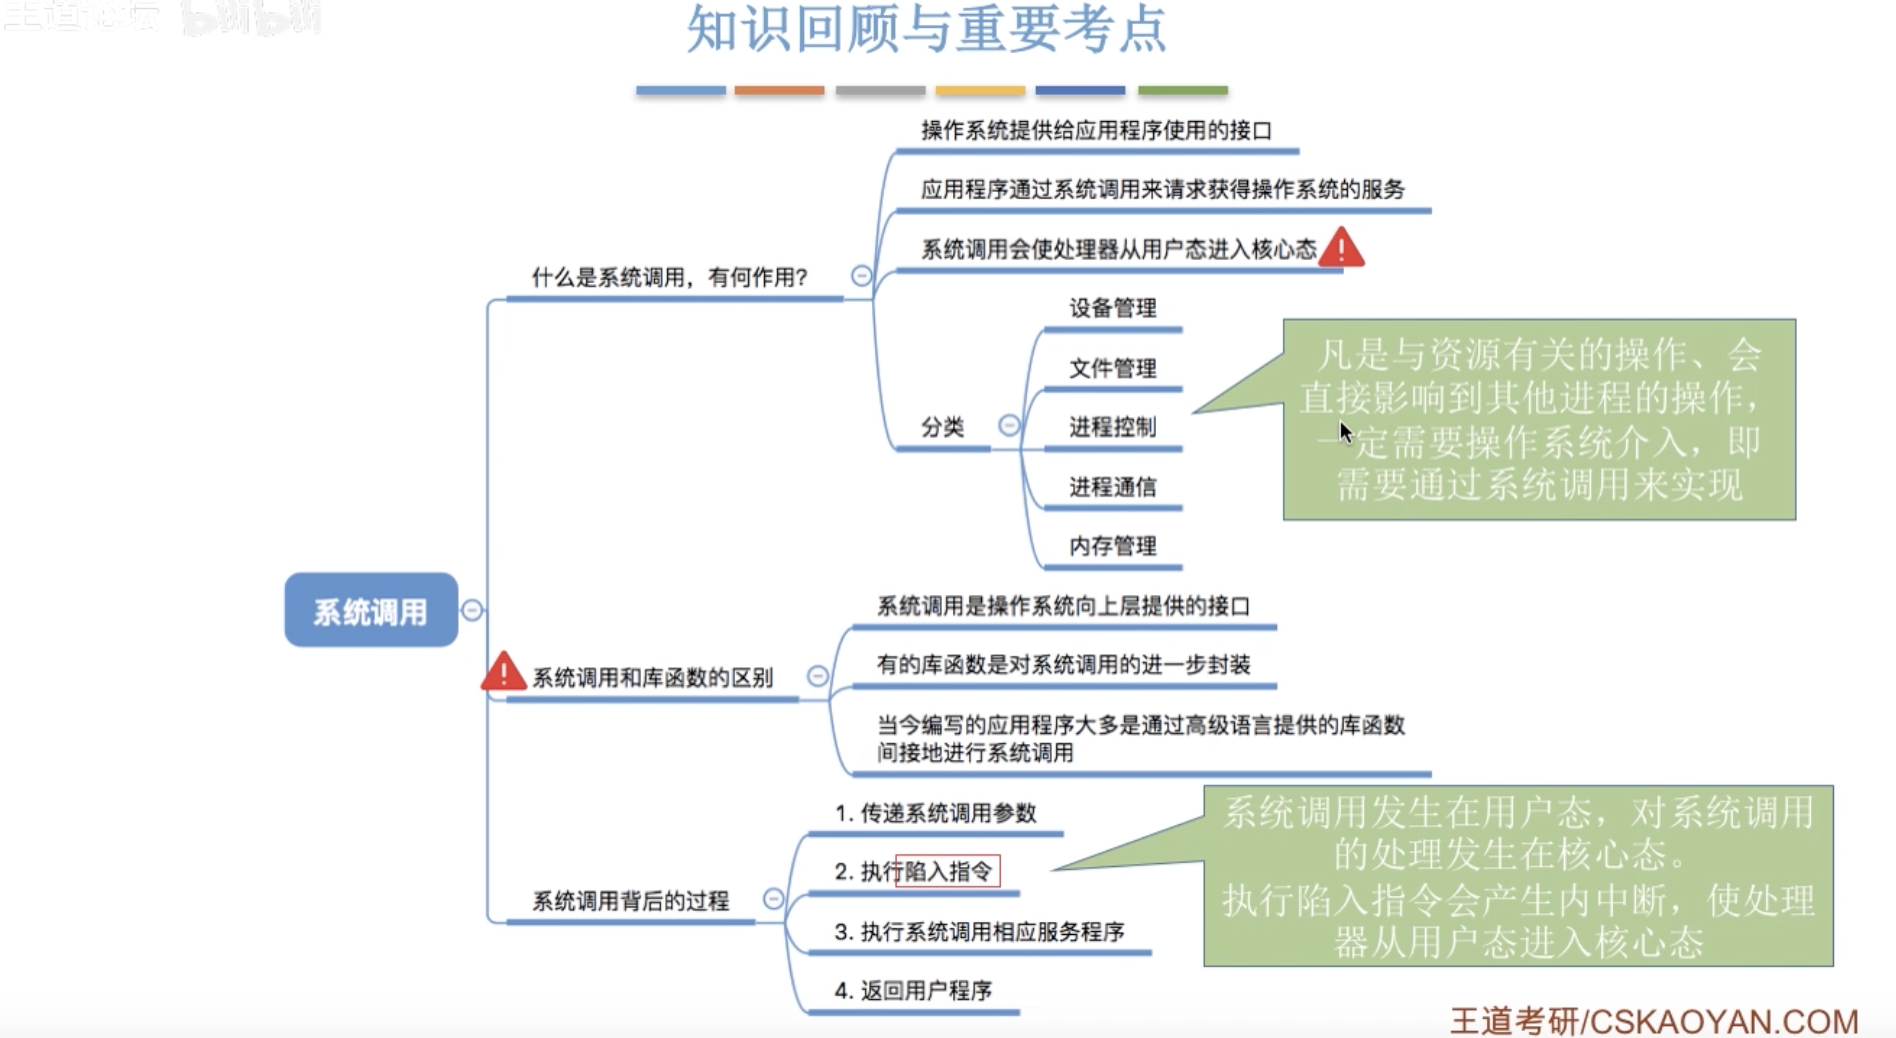 王道论坛 bilibili
知识回顾与重要考点
操作系统提供给应用程序使用的接口
应用程序通过系统调用来请求获得操作系统的服务
系统调用会使处理器从用户态进入核心态
什么是系统调用，有何作用？
设备管理
文件管理
分类
进程控制
进程通信
内存管理
凡是与资源有关的操作、会
直接影响到其他进程的操作，
一定需要操作系统介入，即
需要通过系统调用来实现
系统调用
系统调用是操作系统向上层提供的接口
系统调用和库函数的区别
有的库函数是对系统调用的进一步封装
当今编写的应用程序大多是通过高级语言提供的库函数
间接地进行系统调用
1. 传递系统调用参数
2. 执行陷入指令
系统调用背后的过程
3. 执行系统调用相应服务程序
4. 返回用户程序
系统调用发生在用户态，对系统调用
的处理发生在核心态。
执行陷入指令会产生内中断，使处理
器从用户态进入核心态
王道考研/CSKAOYAN.COM